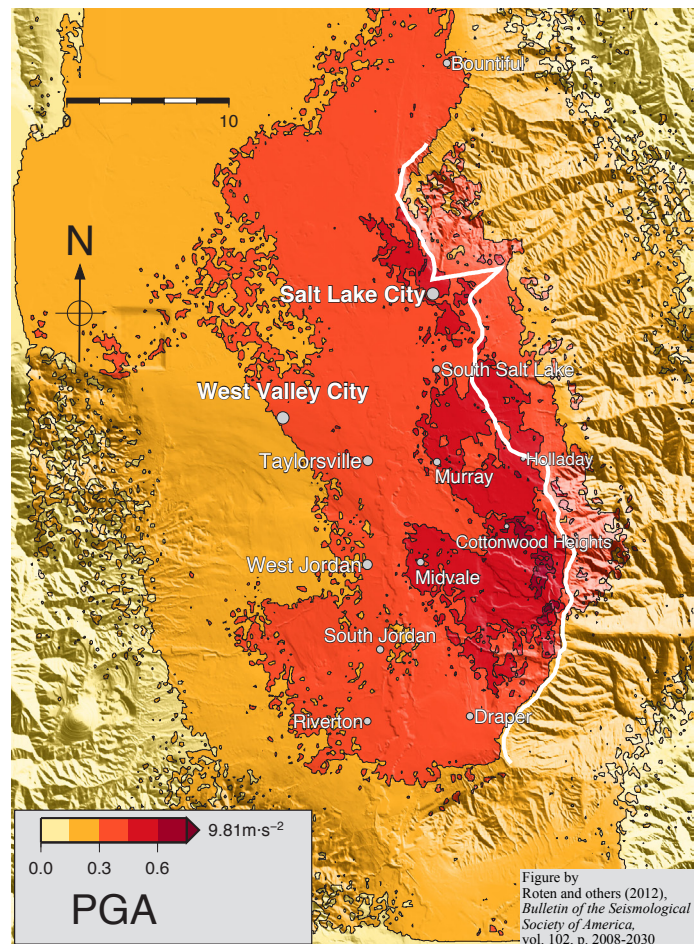 Bountiful
0 10
N
Salt Lake City
South Salt Lake
West Valley City
Taylorsville
Holladay
Murray
Cottonwood Heights
West Jordan
Midvale
South Jordan
Riverton
Draper
9.81m·s⁻²
0.0 0.3 0.6
PGA
Figure by
Roten and others (2012),
Bulletin of the Seismological
Society of America,
vol. 102, p. 2008-2030